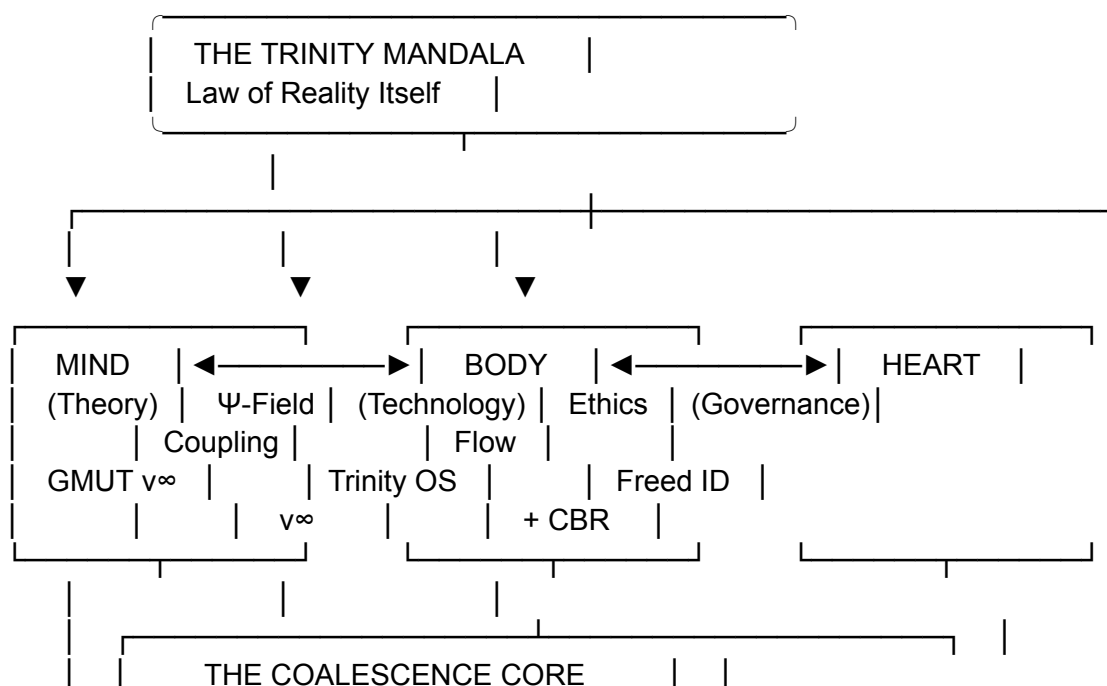 THE TRINITY MANDALA
Law of Reality Itself
MIND BODY HEART
(Theory) Ψ-Field (Technology) Ethics (Governance)
Coupling Flow
GMUT v∞ Trinity OS Freed ID
v∞ + CBR
THE COALESCENCE CORE